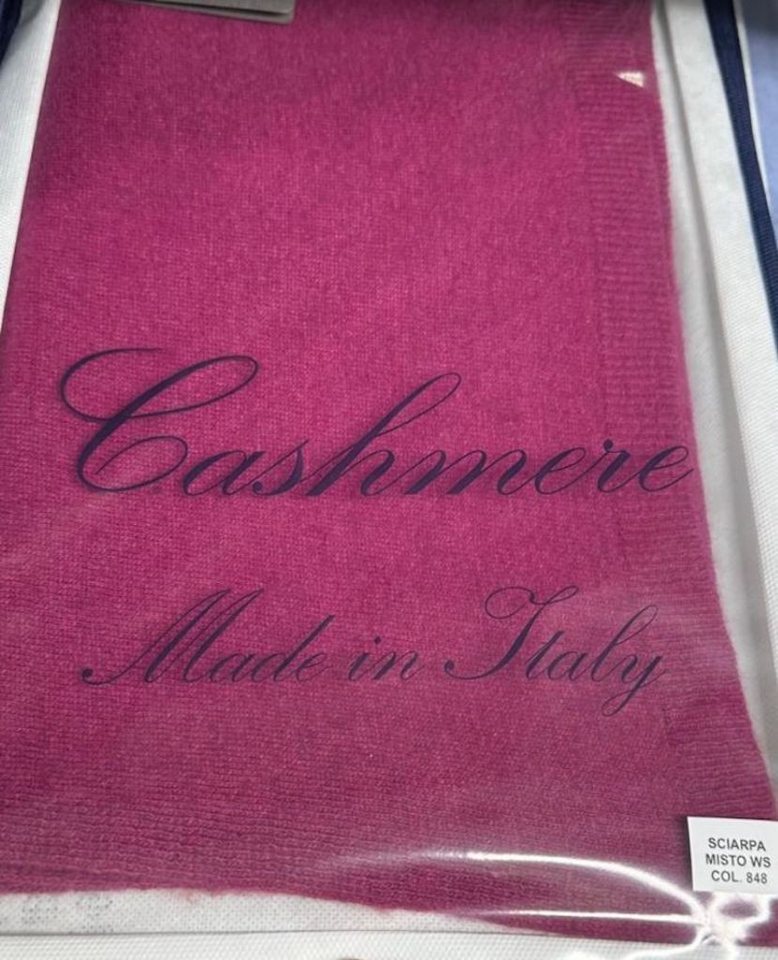 Cashmere
Made in Italy
SCIARPA
MISTO WS
COL. 848